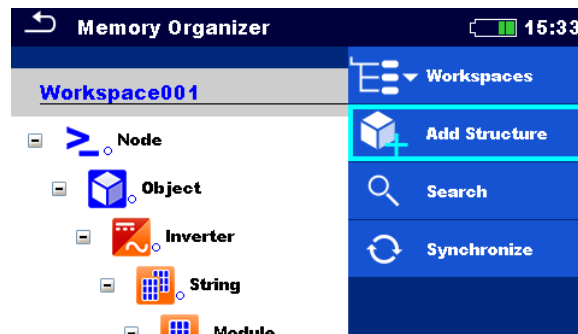 Memory Organizer
15:33
Workspace001
Node
Object
Inverter
String
Module
Workspaces
Add Structure
Search
Synchronize